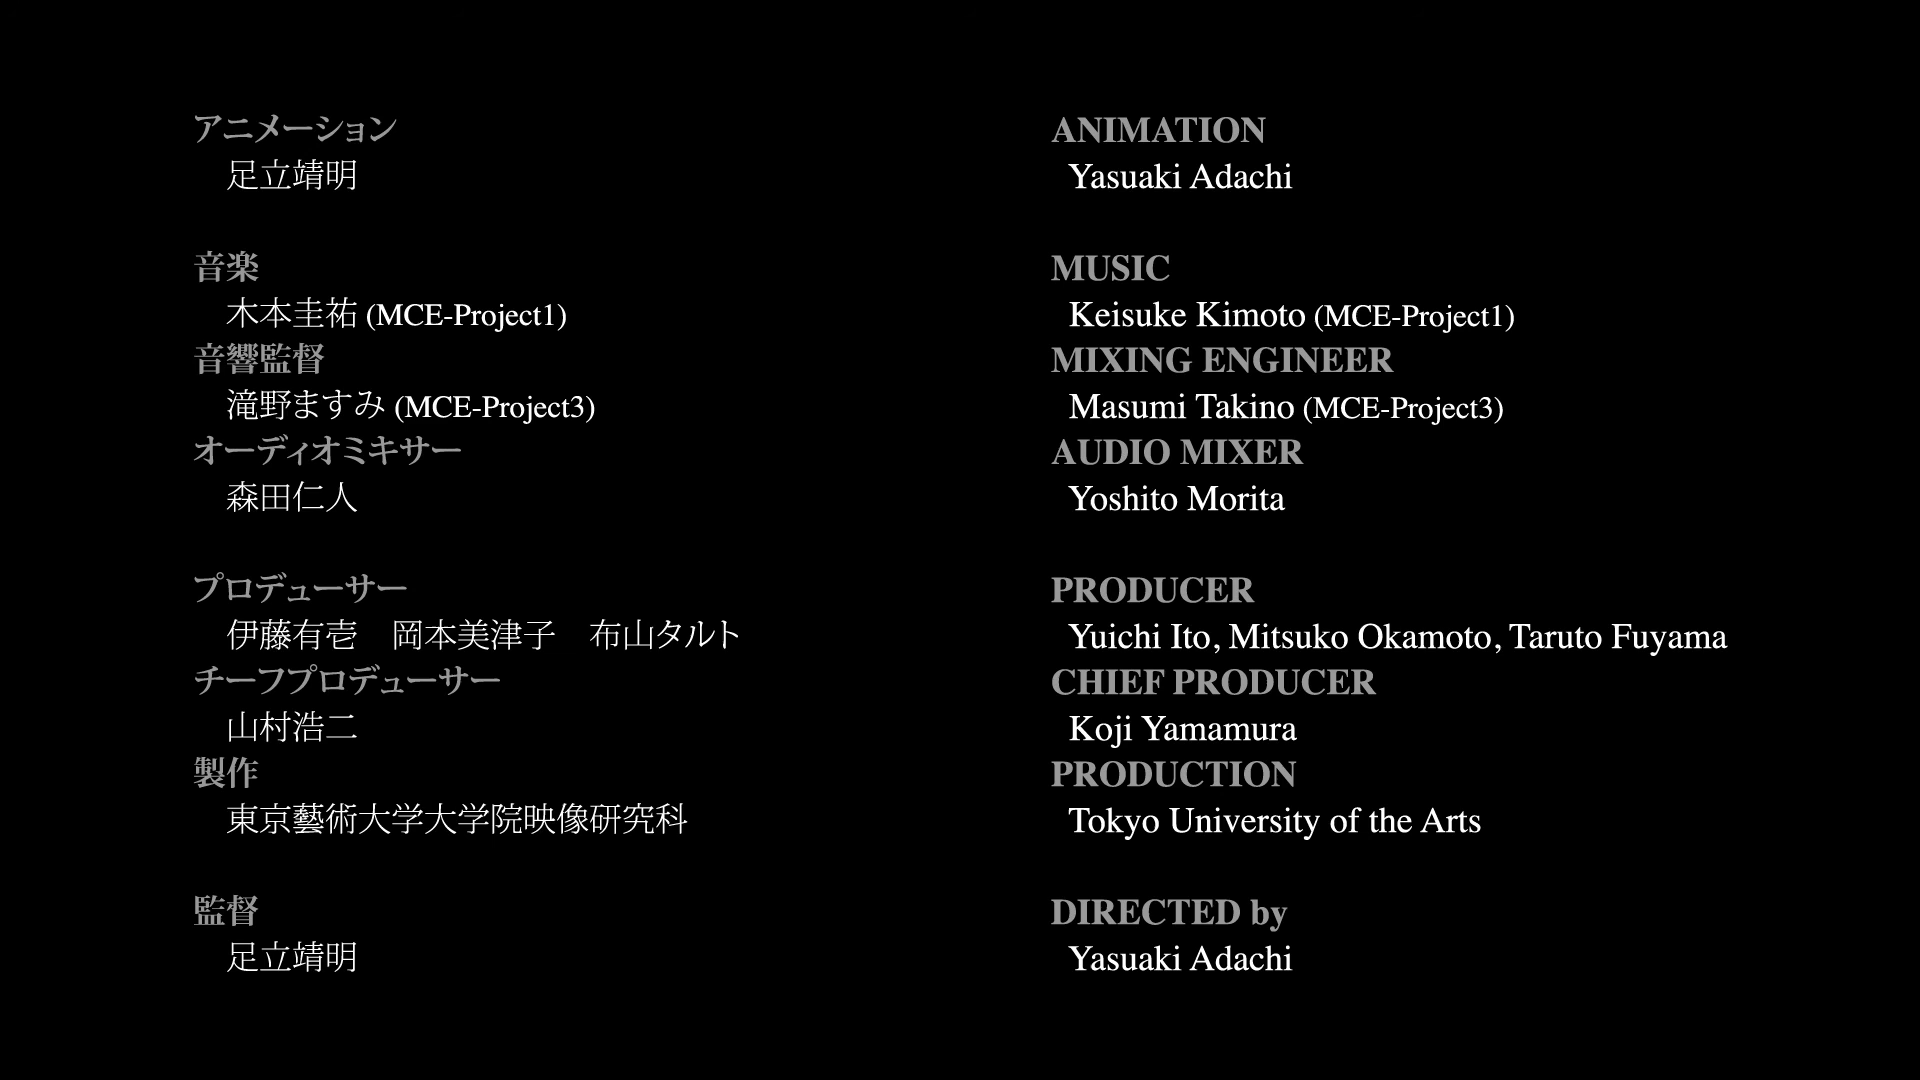 アニメーション
足立靖明
音楽
木本圭祐 (MCE-Project1)
音響監督
滝野ますみ (MCE-Project3)
オーディオミキサー
森田仁人
プロデューサー
伊藤有壱　岡本美津子　布山タルト
チーフプロデューサー
山村浩二
製作
東京藝術大学大学院映像研究科
監督
足立靖明
ANIMATION
Yasuaki Adachi
MUSIC
Keisuke Kimoto (MCE-Project1)
MIXING ENGINEER
Masumi Takino (MCE-Project3)
AUDIO MIXER
Yoshito Morita
PRODUCER
Yuichi Ito, Mitsuko Okamoto, Taruto Fuyama
CHIEF PRODUCER
Koji Yamamura
PRODUCTION
Tokyo University of the Arts
DIRECTED by
Yasuaki Adachi